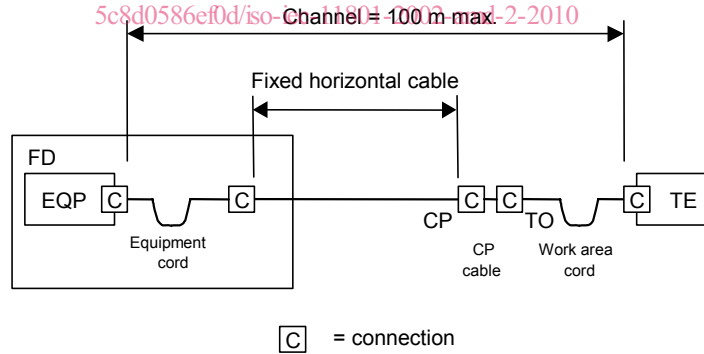 5c8d0586ef0d/iso-iec-11801-2002-amd-2-2010
Channel = 100 m max.
Fixed horizontal cable
FD
EQP C C C C C TE
CP TO
Equipment cord
CP cable
Work area cord
C = connection